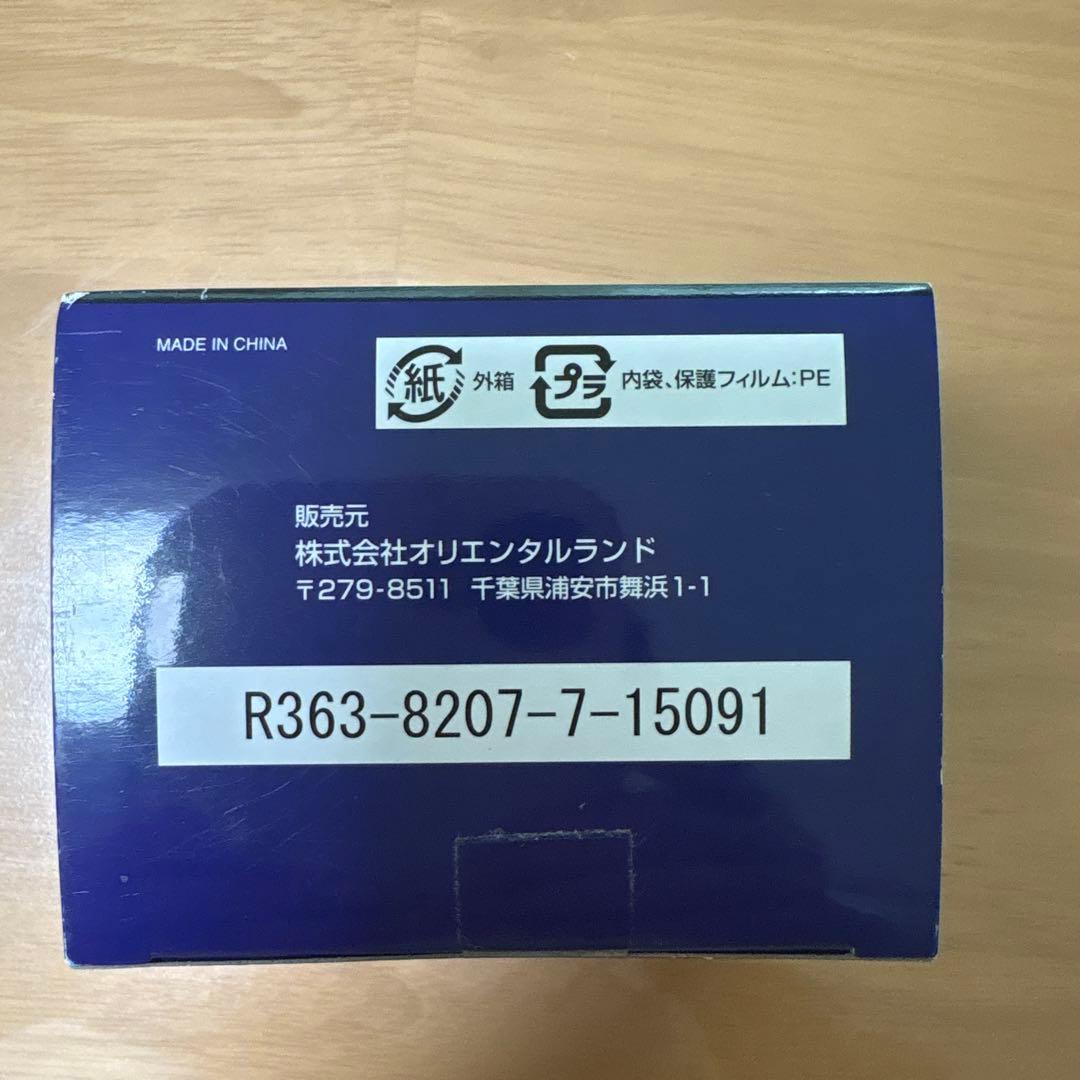 MADE IN CHINA
紙 外箱 プラ 内袋、保護フィルム:PE
販売元
株式会社オリエンタルランド
〒279-8511 千葉県浦安市舞浜1-1
R363-8207-7-15091